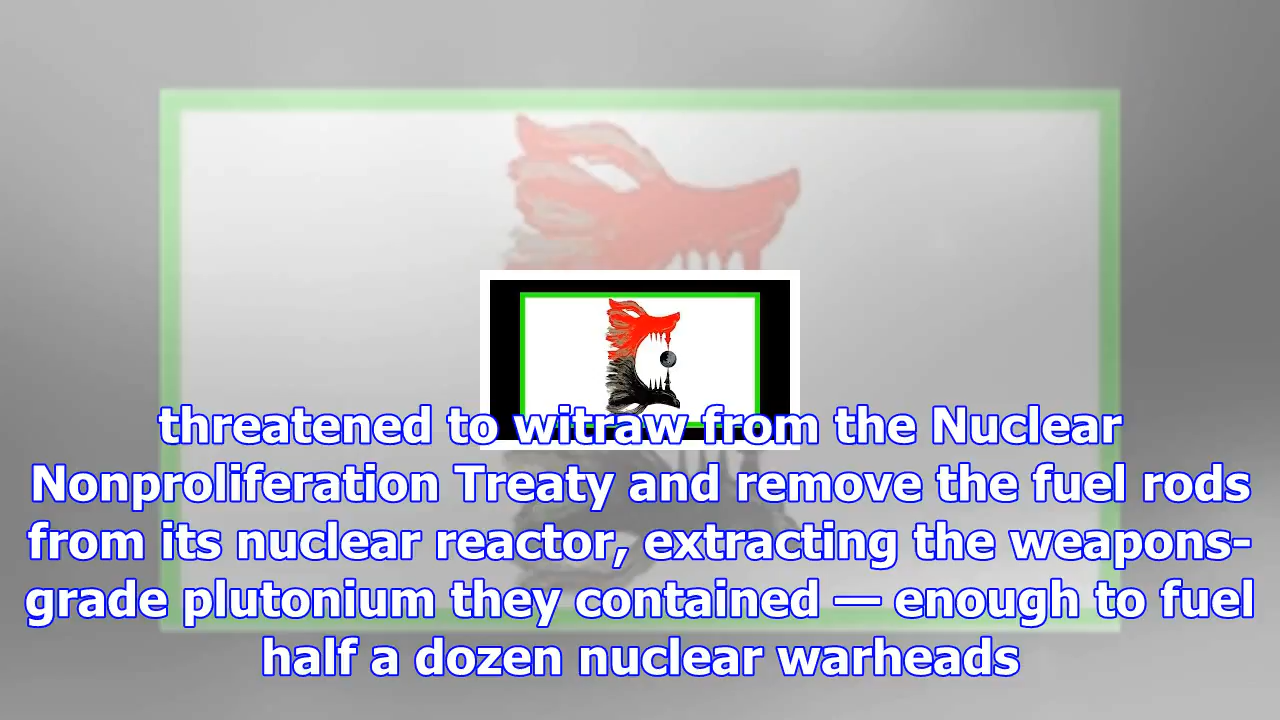 threatened to witraw from the Nuclear
Nonproliferation Treaty and remove the fuel rods
from its nuclear reactor, extracting the weapons-
grade plutonium they contained — enough to fuel
half a dozen nuclear warheads